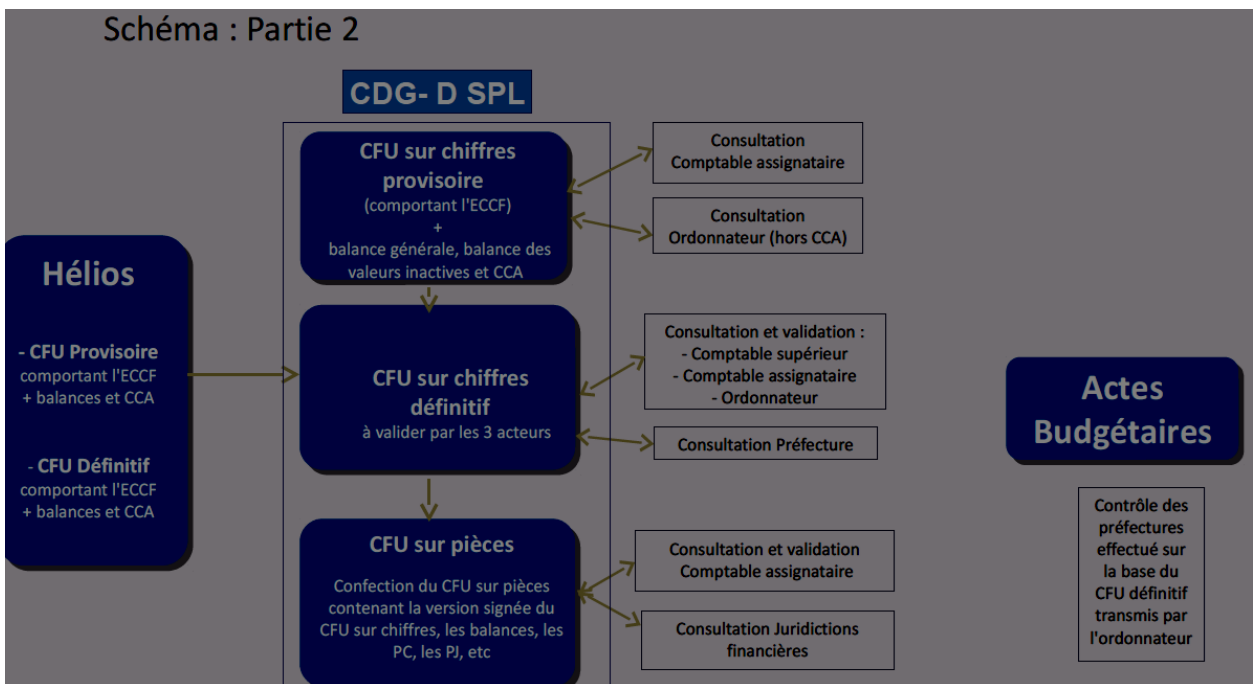 Schéma : Partie 2
CDG- D SPL
CFU sur chiffres
provisoire
(comportant l'ECCF)
+
balance générale, balance des
valeurs inactives et CCA
Consultation
Comptable assignataire
Consultation
Ordonnateur (hors CCA)
Hélios
- CFU Provisoire
comportant l'ECCF
+ balances et CCA
- CFU Définitif
comportant l'ECCF
+ balances et CCA
CFU sur chiffres
définitif
à valider par les 3 acteurs
Consultation et validation :
- Comptable supérieur
- Comptable assignataire
- Ordonnateur
Consultation Préfecture
CFU sur pièces
Confection du CFU sur pièces
contenant la version signée du
CFU sur chiffres, les balances, les
PC, les PJ, etc
Consultation et validation
Comptable assignataire
Consultation Juridictions
financières
Actes
Budgétaires
Contrôle des
préfectures
effectué sur
la base du
CFU définitif
transmis par
l'ordonnateur